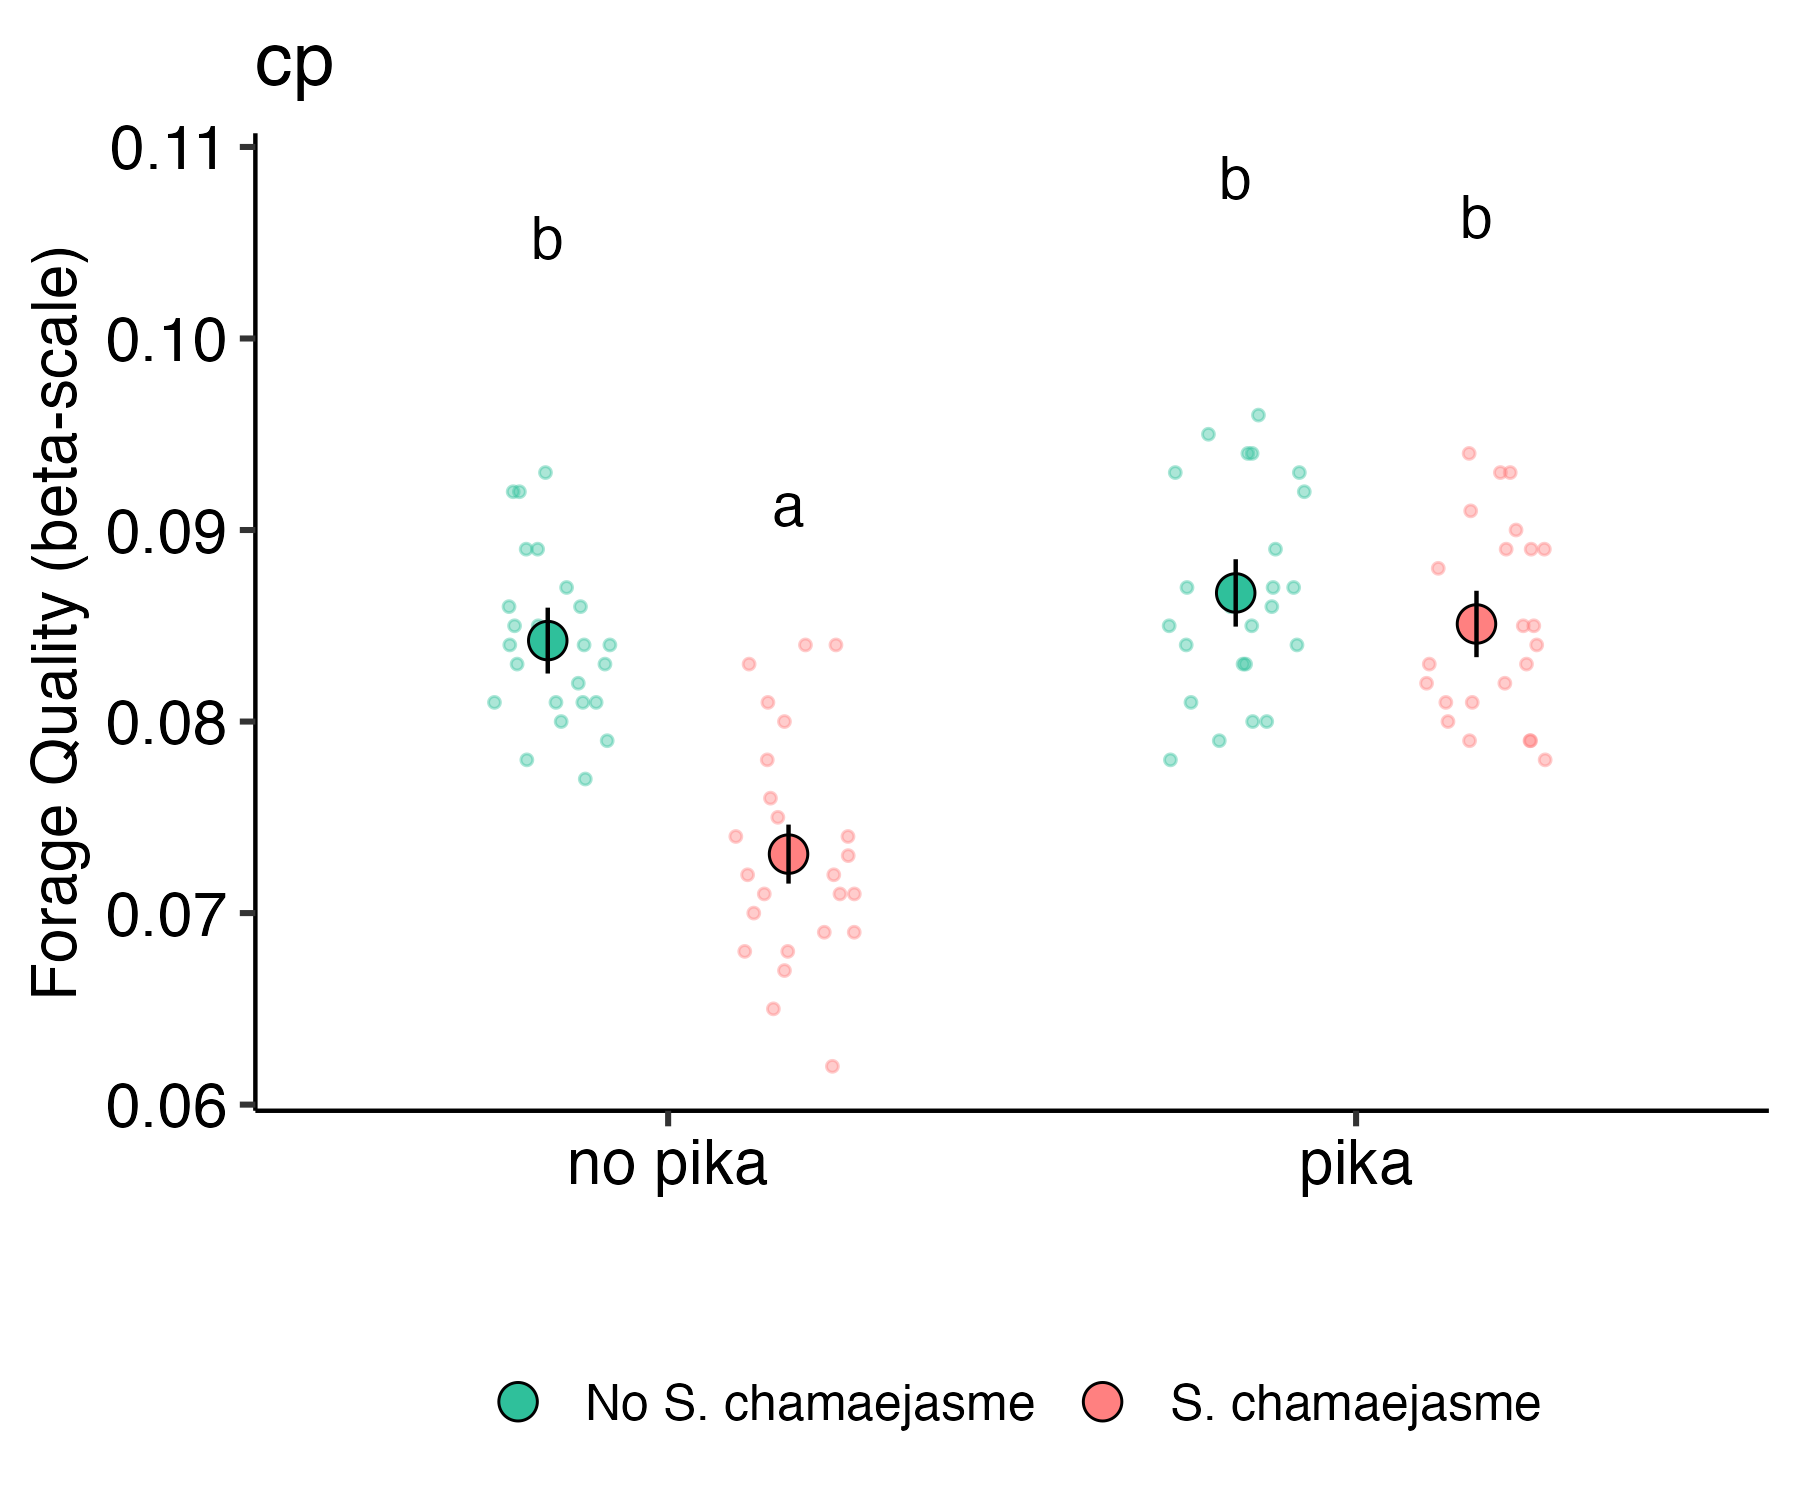 cp
Forage Quality (beta-scale)
0.11
0.10
0.09
0.08
0.07
0.06
b
a
b
b
no pika
pika
No S. chamaejasme
S. chamaejasme